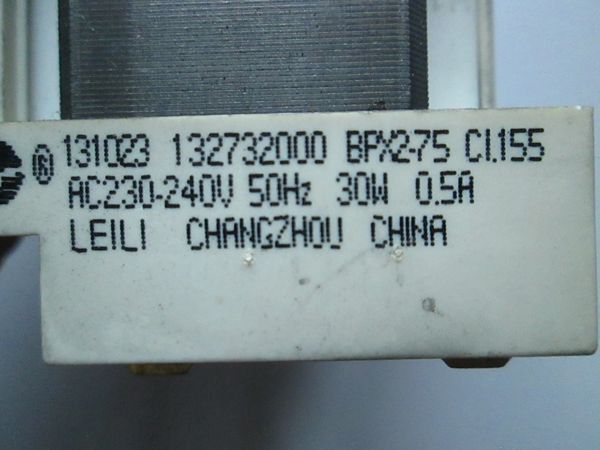 ® 131023 132732000 BPX2-75 Cl.155
AC230-240V 50Hz 30W 0.5A
LEILI CHANGZHOU CHINA